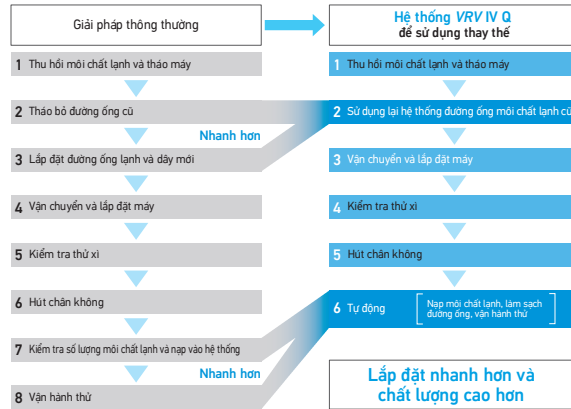 Giải pháp thông thường
1 Thu hồi môi chất lạnh và tháo máy
2 Tháo bỏ đường ống cũ
Nhanh hơn
3 Lắp đặt đường ống lạnh và dây mới
4 Vận chuyển và lắp đặt máy
5 Kiểm tra thử xì
6 Hút chân không
7 Kiểm tra số lượng môi chất lạnh và nạp vào hệ thống
Nhanh hơn
8 Vận hành thử
Hệ thống VRV IV Q
để sử dụng thay thế
1 Thu hồi môi chất lạnh và tháo máy
2 Sử dụng lại hệ thống đường ống môi chất lạnh cũ
3 Vận chuyển và lắp đặt máy
4 Kiểm tra thử xì
5 Hút chân không
6 Tự động
Nạp môi chất lạnh, làm sạch
đường ống, vận hành thử
Lắp đặt nhanh hơn và
chất lượng cao hơn